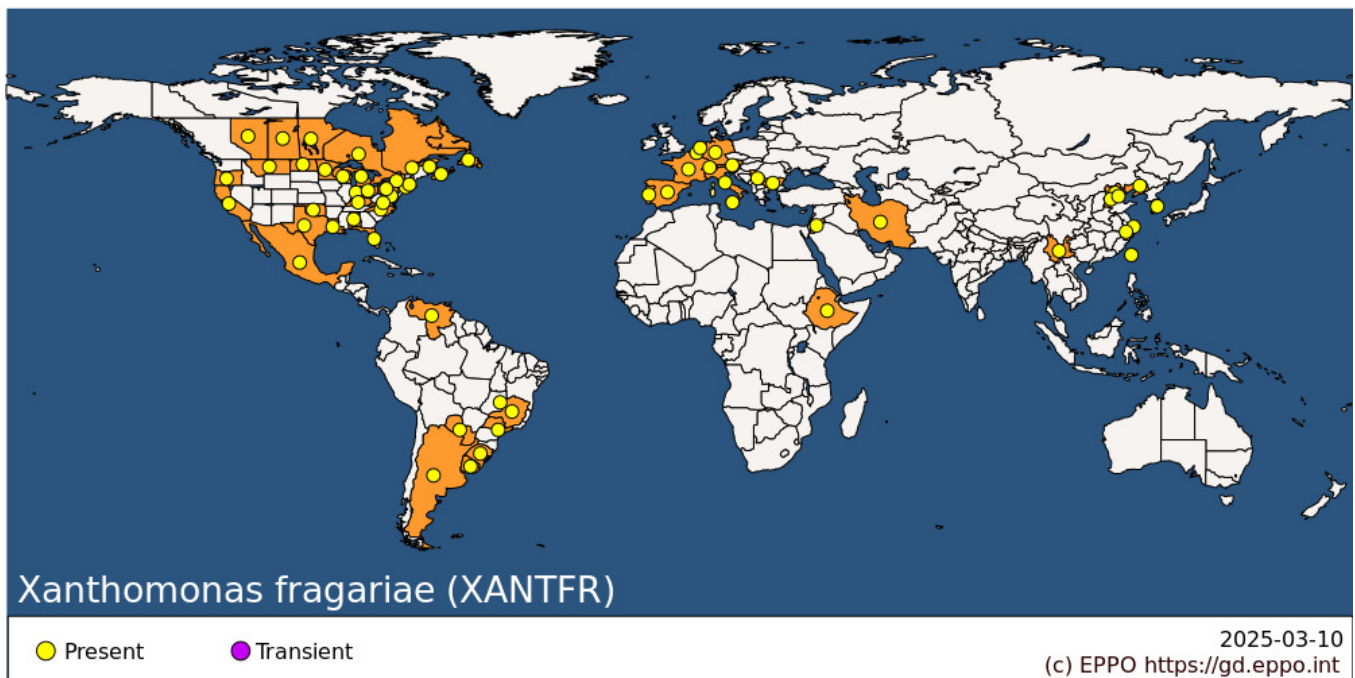 Xanthomonas fragariae (XANTFR)
Present
Transient
2025-03-10
(c) EPPO https://gd.eppo.int